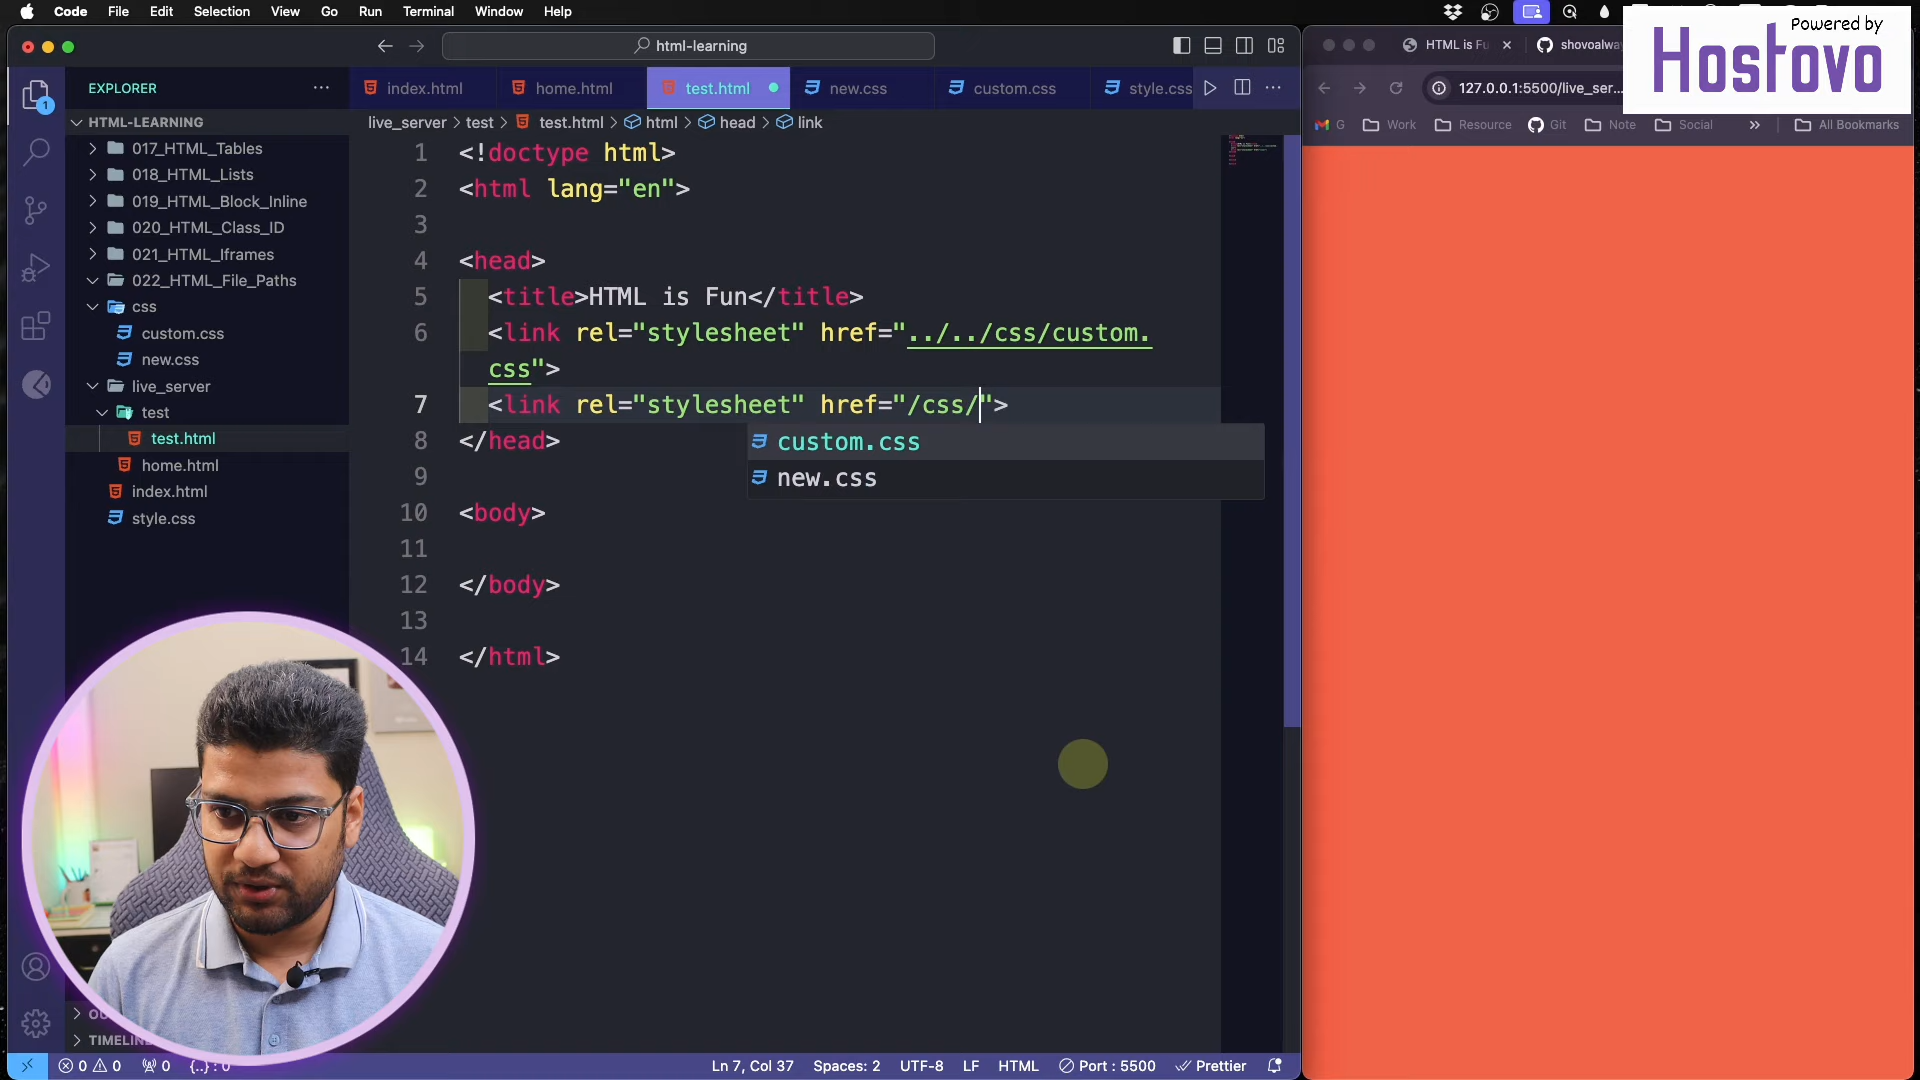 Code File Edit Selection View Go Run Terminal Window Help
Powered by
Hostovo
html-learning
HTML is Fu
shovoalway
EXPLORER
index.html
home.html
test.html
new.css
custom.css
style.css
127.0.0.1:5500/live_ser...
G Work Resource Git Note Social All Bookmarks
1
HTML-LEARNING
live_server > test > test.html > html > head > link
017_HTML_Tables
018_HTML_Lists
019_HTML_Block_Inline
020_HTML_Class_ID
021_HTML_Iframes
022_HTML_File_Paths
css
custom.css
new.css
live_server
test
test.html
home.html
index.html
style.css
1 <!doctype html>
2 <html lang="en">
3
4 <head>
5 <title>HTML is Fun</title>
6 <link rel="stylesheet" href="../../css/custom.
css">
7 <link rel="stylesheet" href="/css/">
8 </head>
custom.css
9
new.css
10 <body>
11
12 </body>
13
14 </html>
OU
TIMELINE
0 0 0 {..} : 0
Ln 7, Col 37 Spaces: 2 UTF-8 LF HTML Port : 5500 Prettier